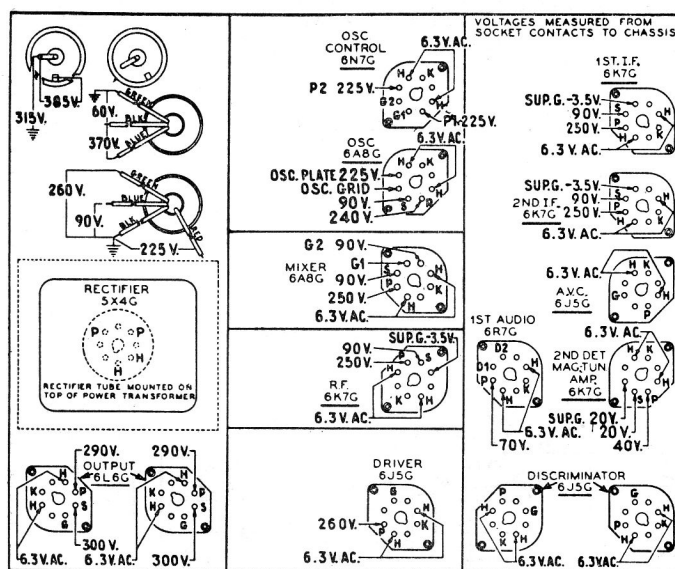 385V.
315V.
GREEN
60V.
BLK
370V.
BLUE
260V.
GREEN
BLUE
90V.
BLK
RED
225V.
RECTIFIER
5X4G
P P
H H
RECTIFIER TUBE MOUNTED ON
TOP OF POWER TRANSFORMER
290V. 290V.
OUTPUT
6L6G
H H
K P K P
H S N S
G G
300V. 300V.
6.3V.AC. 6.3V.AC.
OSC
CONTROL
6N7G
6.3V.AC.
H K
P2 225V.
G2 H
G1 P1-225V.
6.3V.AC.
OSC
6A8G
H K
OSC. PLATE 225V.
OSC. GRID
H
90V.
S P
240V.
G2 90V.
G1
MIXER
6A8G
S H
90V.
P K
250V.
H
6.3V.AC.
SUP.G.-3.5V.
90V.
250V.
P S
R.F.
6K7G
H
K H
6.3V.AC.
DRIVER
6J5G
G
H
260V.
P K
H
6.3V.AC.
VOLTAGES MEASURED FROM
SOCKET CONTACTS TO CHASSIS
1ST. I.F.
6K7G
SUP.G.-3.5V.
90V.
S
250V.
P H
H K
6.3 V.AC.
SUP.G.-3.5V.
90V.
S
2ND I.F.
250V.
P H
6K7G
H K
6.3V.AC.
6.3V.AC.
H K
A.V.C.
6J5G
G H
P
6.3V.AC.
1ST AUDIO
6R7G
D2
D1 H
P K
H
70V.
6.3V.AC.
2ND DET
MAG.TUN
AMP.
6K7G
H K
H
S P
SUP.G. 20V.
20V.
40V.
DISCRIMINATOR
6J5G
P G
H G H
K P K
H H
6.3V.AC. 6.3V.AC.